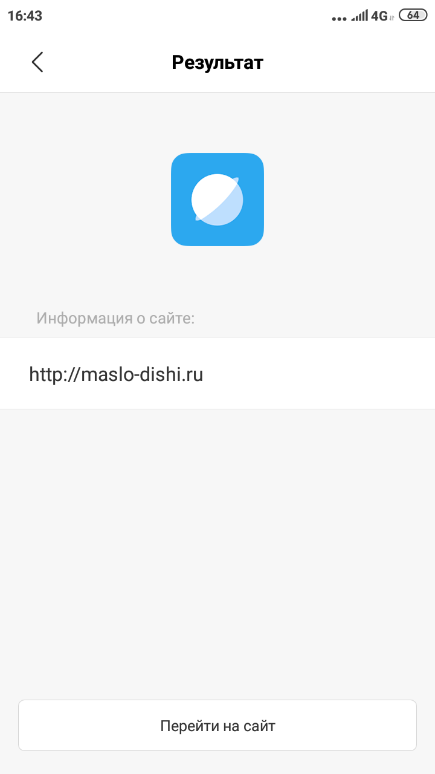 16:43
4G
64
Результат
Информация о сайте:
http://maslo-dishi.ru
Перейти на сайт